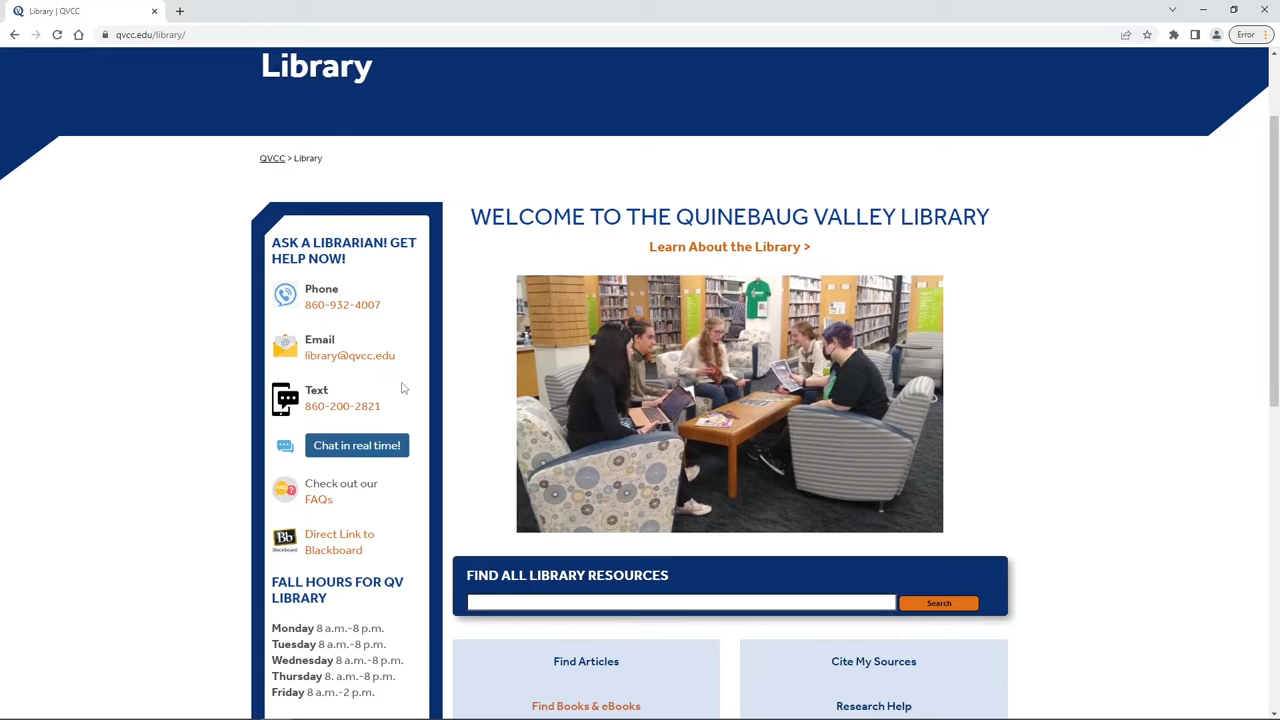 Library | QVCC
qvcc.edu/library/
Error
Library
QVCC > Library
ASK A LIBRARIAN! GET
HELP NOW!
Phone
860-932-4007
Email
library@qvcc.edu
Text
860-200-2821
Chat in real time!
FAQ ?
Check out our
FAQs
Bb
Blackboard
Direct Link to
Blackboard
FALL HOURS FOR QV
LIBRARY
Monday 8 a.m.-8 p.m.
Tuesday 8 a.m.-8 p.m.
Wednesday 8 a.m.-8 p.m.
Thursday 8. a.m.-8 p.m.
Friday 8 a.m.-2 p.m.
WELCOME TO THE QUINEBAUG VALLEY LIBRARY
Learn About the Library >
FIND ALL LIBRARY RESOURCES
Search
Find Articles
Cite My Sources
Find Books & eBooks
Research Help